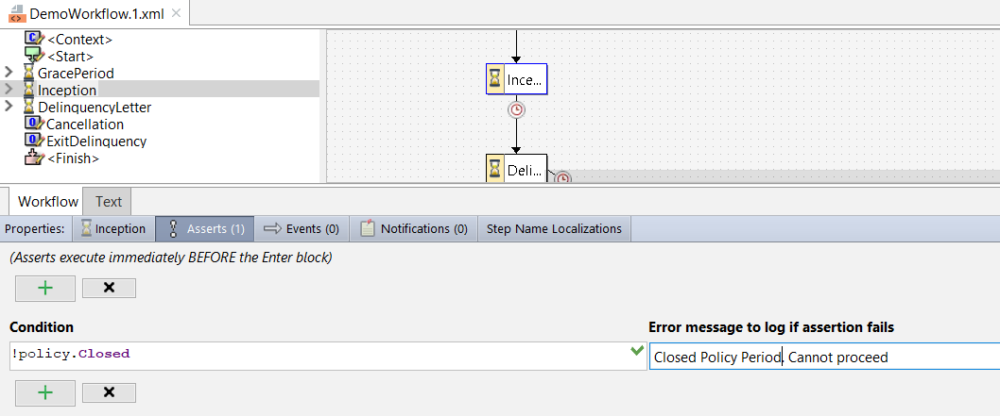 DemoWorkflow.1.xml
<Context>
<Start>
GracePeriod
Inception
DelinquencyLetter
Cancellation
ExitDelinquency
<Finish>
Ince...
Deli...
Workflow Text
Properties: Inception Asserts (1) Events (0) Notifications (0) Step Name Localizations
(Asserts execute immediately BEFORE the Enter block)
Condition Error message to log if assertion fails
!policy.Closed Closed Policy Period. Cannot proceed